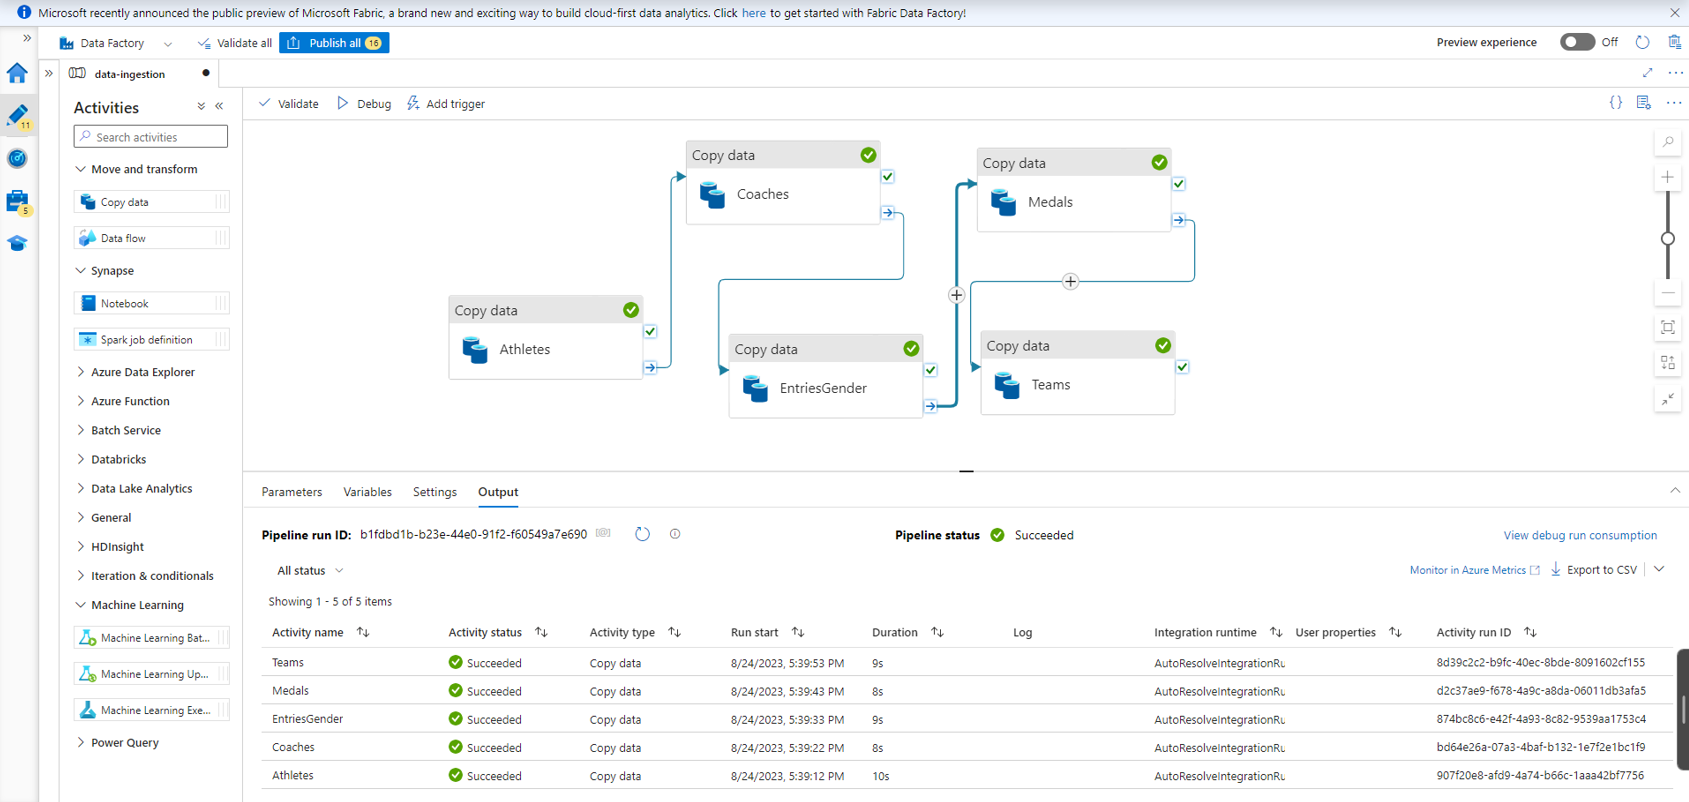 Microsoft recently announced the public preview of Microsoft Fabric, a brand new and exciting way to build cloud-first data analytics. Click here to get started with Fabric Data Factory!
Data Factory
Validate all
Publish all 16
Preview experience
Off
data-ingestion
11
5
Activities
Search activities
Move and transform
Copy data
Data flow
Synapse
Notebook
Spark job definition
Azure Data Explorer
Azure Function
Batch Service
Databricks
Data Lake Analytics
General
HDInsight
Iteration & conditionals
Machine Learning
Machine Learning Bat...
Machine Learning Up...
Machine Learning Exe...
Power Query
Validate
Debug
Add trigger
Copy data
Coaches
Copy data
Medals
Copy data
Athletes
Copy data
EntriesGender
Copy data
Teams
Parameters
Variables
Settings
Output
Pipeline run ID: b1fdbd1b-b23e-44e0-91f2-f60549a7e690
Pipeline status Succeeded
View debug run consumption
All status
Monitor in Azure Metrics
Export to CSV
Showing 1 - 5 of 5 items
Activity name Activity status Activity type Run start Duration Log Integration runtime User properties Activity run ID
Teams Succeeded Copy data 8/24/2023, 5:39:53 PM 9s AutoResolveIntegrationRu 8d39c2c2-b9fc-40ec-8bde-8091602cf155
Medals Succeeded Copy data 8/24/2023, 5:39:43 PM 8s AutoResolveIntegrationRu d2c37ae9-f678-4a9c-a8da-06011db3afa5
EntriesGender Succeeded Copy data 8/24/2023, 5:39:33 PM 9s AutoResolveIntegrationRu 874bc8c6-e42f-4a93-8c82-9539aa1753c4
Coaches Succeeded Copy data 8/24/2023, 5:39:22 PM 8s AutoResolveIntegrationRu bd64e26a-07a3-4baf-b132-1e7f2e1bc1f9
Athletes Succeeded Copy data 8/24/2023, 5:39:12 PM 10s AutoResolveIntegrationRu 907f20e8-afd9-4a74-b66c-1aaa42bf7756